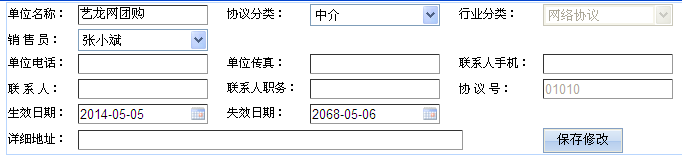 单位名称： 艺龙网团购 协议分类： 中介 行业分类： 网络协议
销 售 员： 张小斌
单位电话： 单位传真： 联系人手机：
联 系 人： 联系人职务： 协 议 号： 01010
生效日期： 2014-05-05 失效日期： 2068-05-06
详细地址： 保存修改